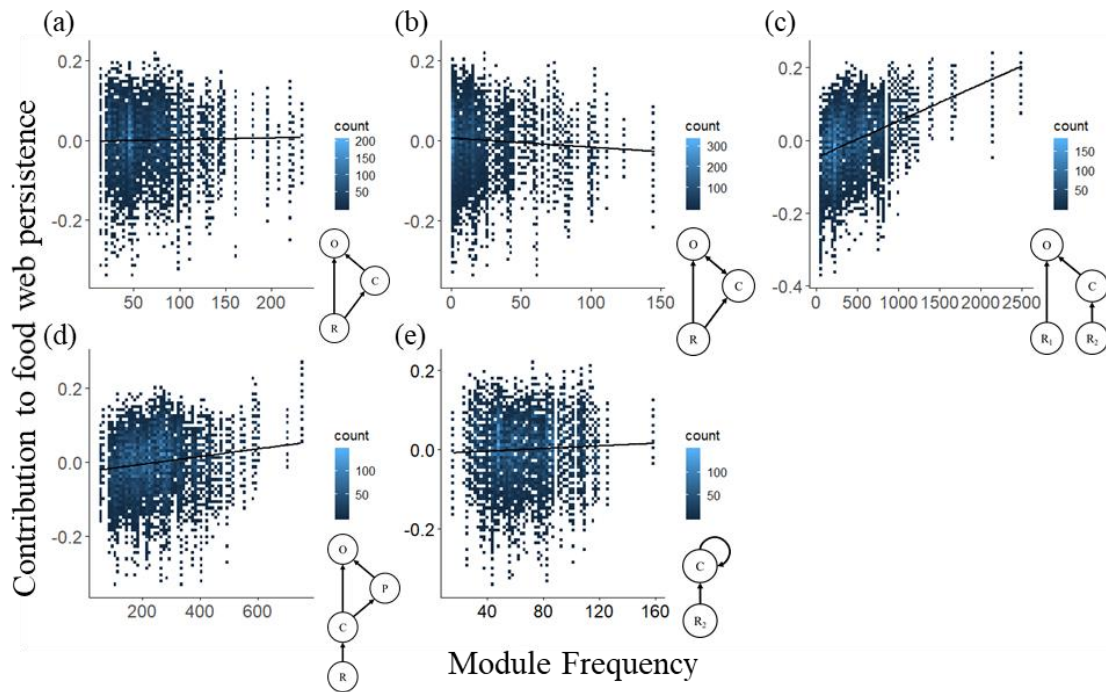 (a)
(b)
(c)
Contribution to food web persistence
0.2
0.0
-0.2
50 100 150 200
count
200
150
100
50
O
C
R
0.2
0.0
-0.2
0 50 100 150
count
300
200
100
O
C
R
0.2
0.0
-0.2
-0.4
0 500 1000 1500 2000 2500
count
150
100
50
O
C
R1 R2
(d)
(e)
0.2
0.0
-0.2
200 400 600
count
100
50
O
P
C
R
0.2
0.0
-0.2
40 80 120 160
count
100
50
C
R2
Module Frequency